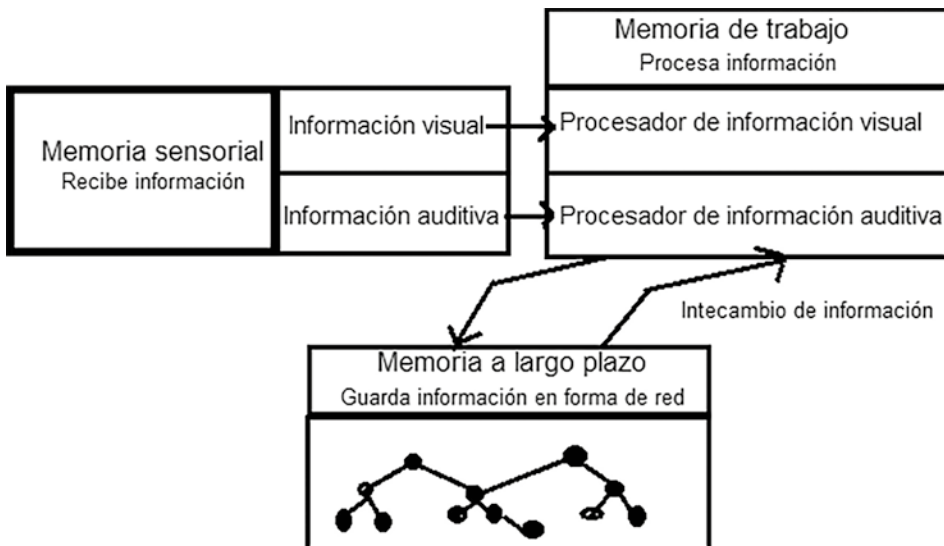 Memoria de trabajo
Procesa información
Memoria sensorial
Recibe información
Información visual
Procesador de información visual
Información auditiva
Procesador de información auditiva
Intecambio de información
Memoria a largo plazo
Guarda información en forma de red